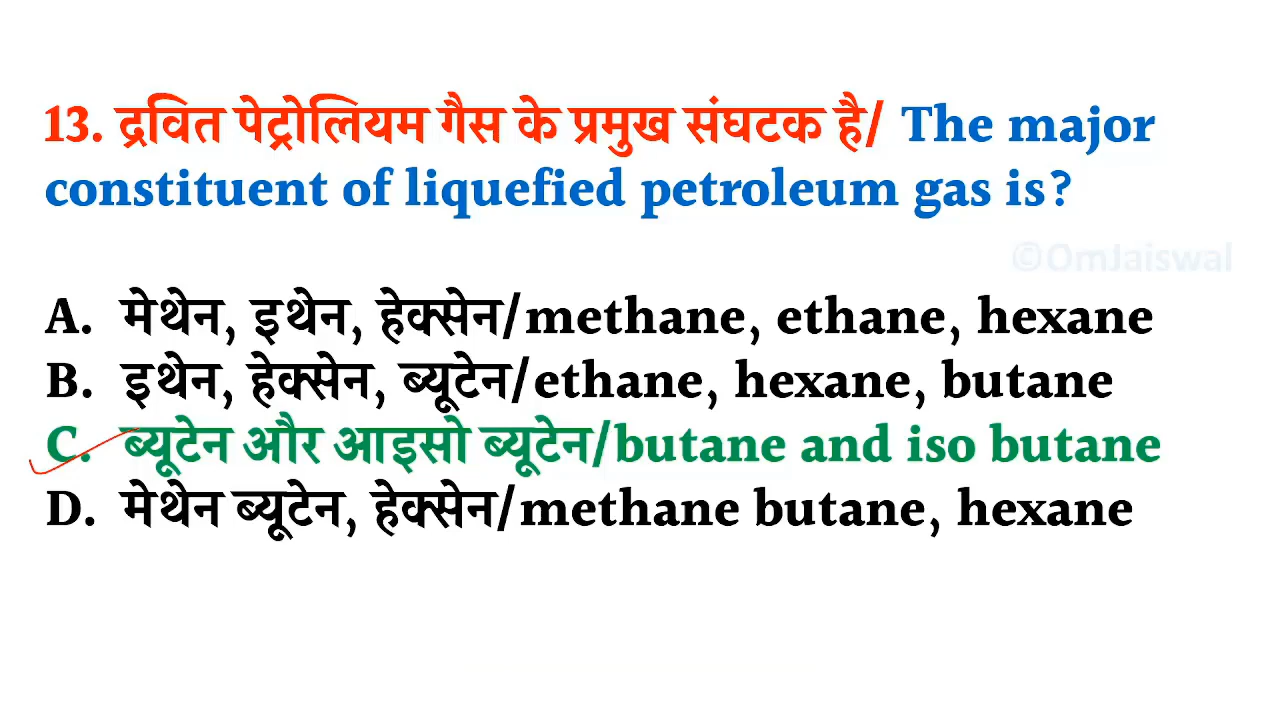 13. द्रवित पेट्रोलियम गैस के प्रमुख संघटक है/ The major
constituent of liquefied petroleum gas is?
©OmJaiswal
A. मेथेन, इथेन, हेक्सेन/methane, ethane, hexane
B. इथेन, हेक्सेन, ब्यूटेन/ethane, hexane, butane
C. ब्यूटेन और आइसो ब्यूटेन/butane and iso butane
D. मेथेन ब्यूटेन, हेक्सेन/methane butane, hexane